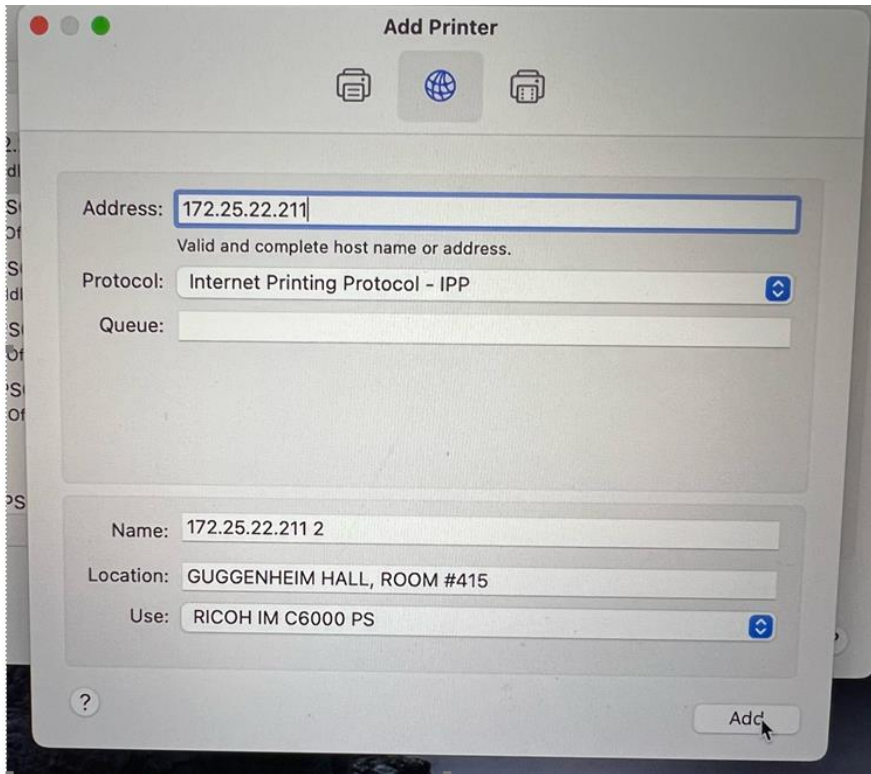 Add Printer
Address: 172.25.22.211
Valid and complete host name or address.
Protocol: Internet Printing Protocol - IPP
Queue:
Name: 172.25.22.211 2
Location: GUGGENHEIM HALL, ROOM #415
Use: RICOH IM C6000 PS
?
Add